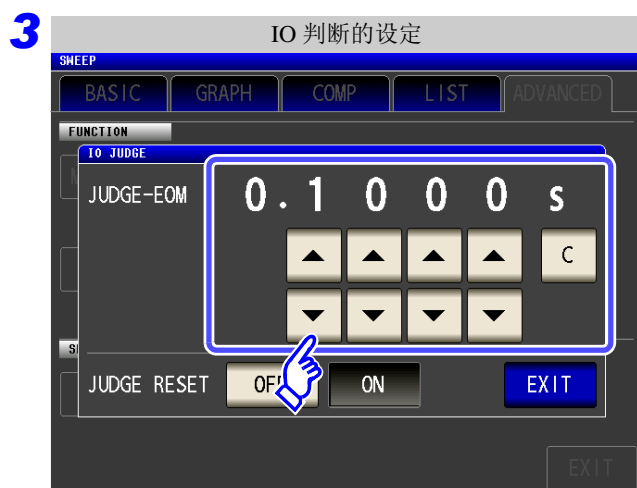 3
IO 判断的设定
SWEEP
BASIC GRAPH COMP LIST ADVANCED
FUNCTION
IO JUDGE
JUDGE-EOM 0.1000 s
C
JUDGE RESET OFF ON EXIT
EXIT